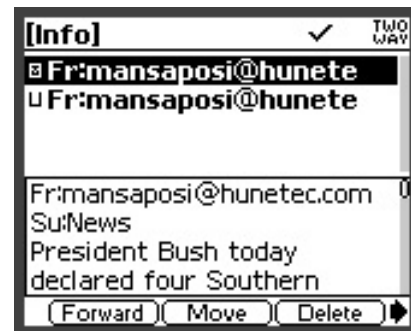 [Info] TWO WAY
Fr:mansaposi@hunete
Fr:mansaposi@hunete
Fr:mansaposi@hunetec.com
Su:News
President Bush today
declared four Southern
Forward Move Delete